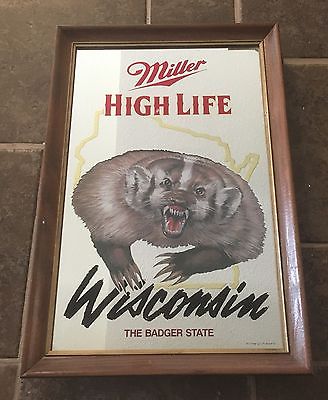 Miller
HIGH LIFE
Wisconsin
THE BADGER STATE